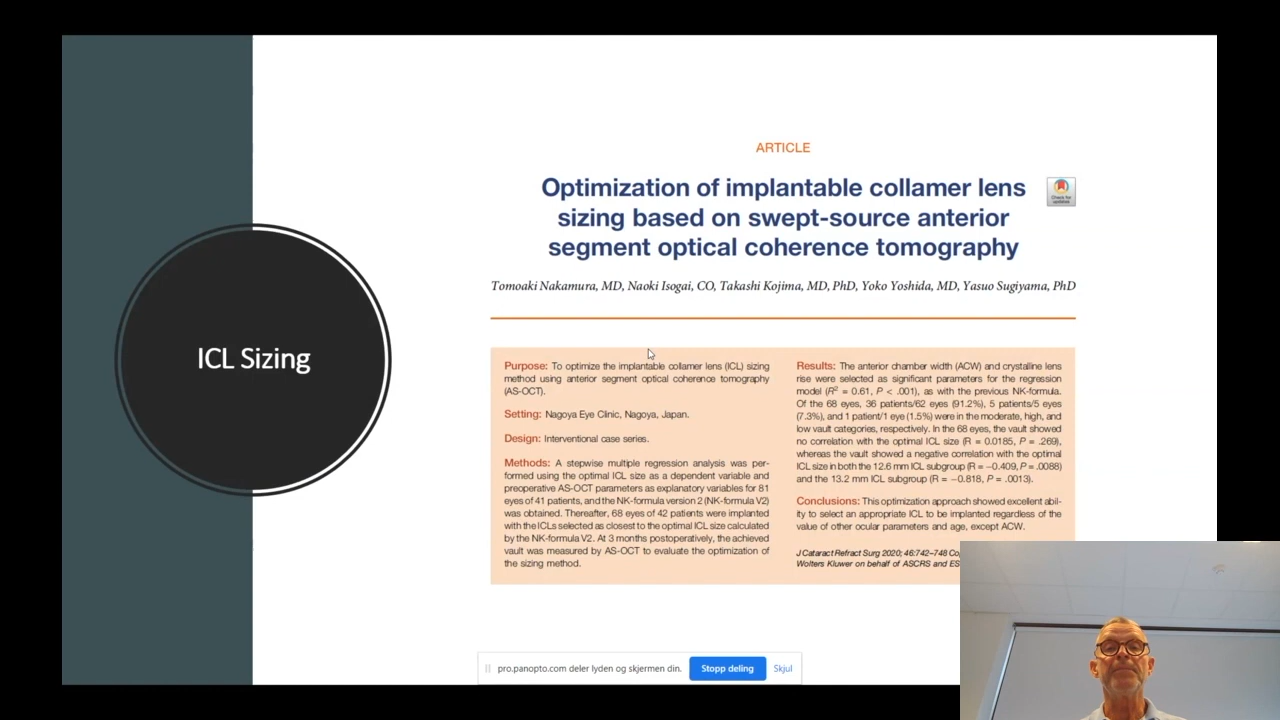 ICL Sizing
ARTICLE
Optimization of implantable collamer lens
sizing based on swept-source anterior
segment optical coherence tomography
Check for
updates
Tomoaki Nakamura, MD, Naoki Isogai, CO, Takashi Kojima, MD, PhD, Yoko Yoshida, MD, Yasuo Sugiyama, PhD
Purpose: To optimize the implantable collamer lens (ICL) sizing
method using anterior segment optical coherence tomography
(AS-OCT).
Setting: Nagoya Eye Clinic, Nagoya, Japan.
Design: Interventional case series.
Methods: A stepwise multiple regression analysis was per-
formed using the optimal ICL size as a dependent variable and
preoperative AS-OCT parameters as explanatory variables for 81
eyes of 41 patients, and the NK-formula version 2 (NK-formula V2)
was obtained. Thereafter, 68 eyes of 42 patients were implanted
with the ICLs selected as closest to the optimal ICL size calculated
by the NK-formula V2. At 3 months postoperatively, the achieved
vault was measured by AS-OCT to evaluate the optimization of
the sizing method.
Results: The anterior chamber width (ACW) and crystalline lens
rise were selected as significant parameters for the regression
model (R² = 0.61, P < .001), as with the previous NK-formula.
Of the 68 eyes, 36 patients/62 eyes (91.2%), 5 patients/5 eyes
(7.3%), and 1 patient/1 eye (1.5%) were in the moderate, high, and
low vault categories, respectively. In the 68 eyes, the vault showed
no correlation with the optimal ICL size (R = 0.0185, P = .269),
whereas the vault showed a negative correlation with the optimal
ICL size in both the 12.6 mm ICL subgroup (R = −0.409, P = .0088)
and the 13.2 mm ICL subgroup (R = −0.818, P = .0013).
Conclusions: This optimization approach showed excellent abil-
ity to select an appropriate ICL to be implanted regardless of the
value of other ocular parameters and age, except ACW.
J Cataract Refract Surg 2020; 46:742–748 Co
Wolters Kluwer on behalf of ASCRS and ES
pro.panopto.com deler lyden og skjermen din.
Stopp deling
Skjul